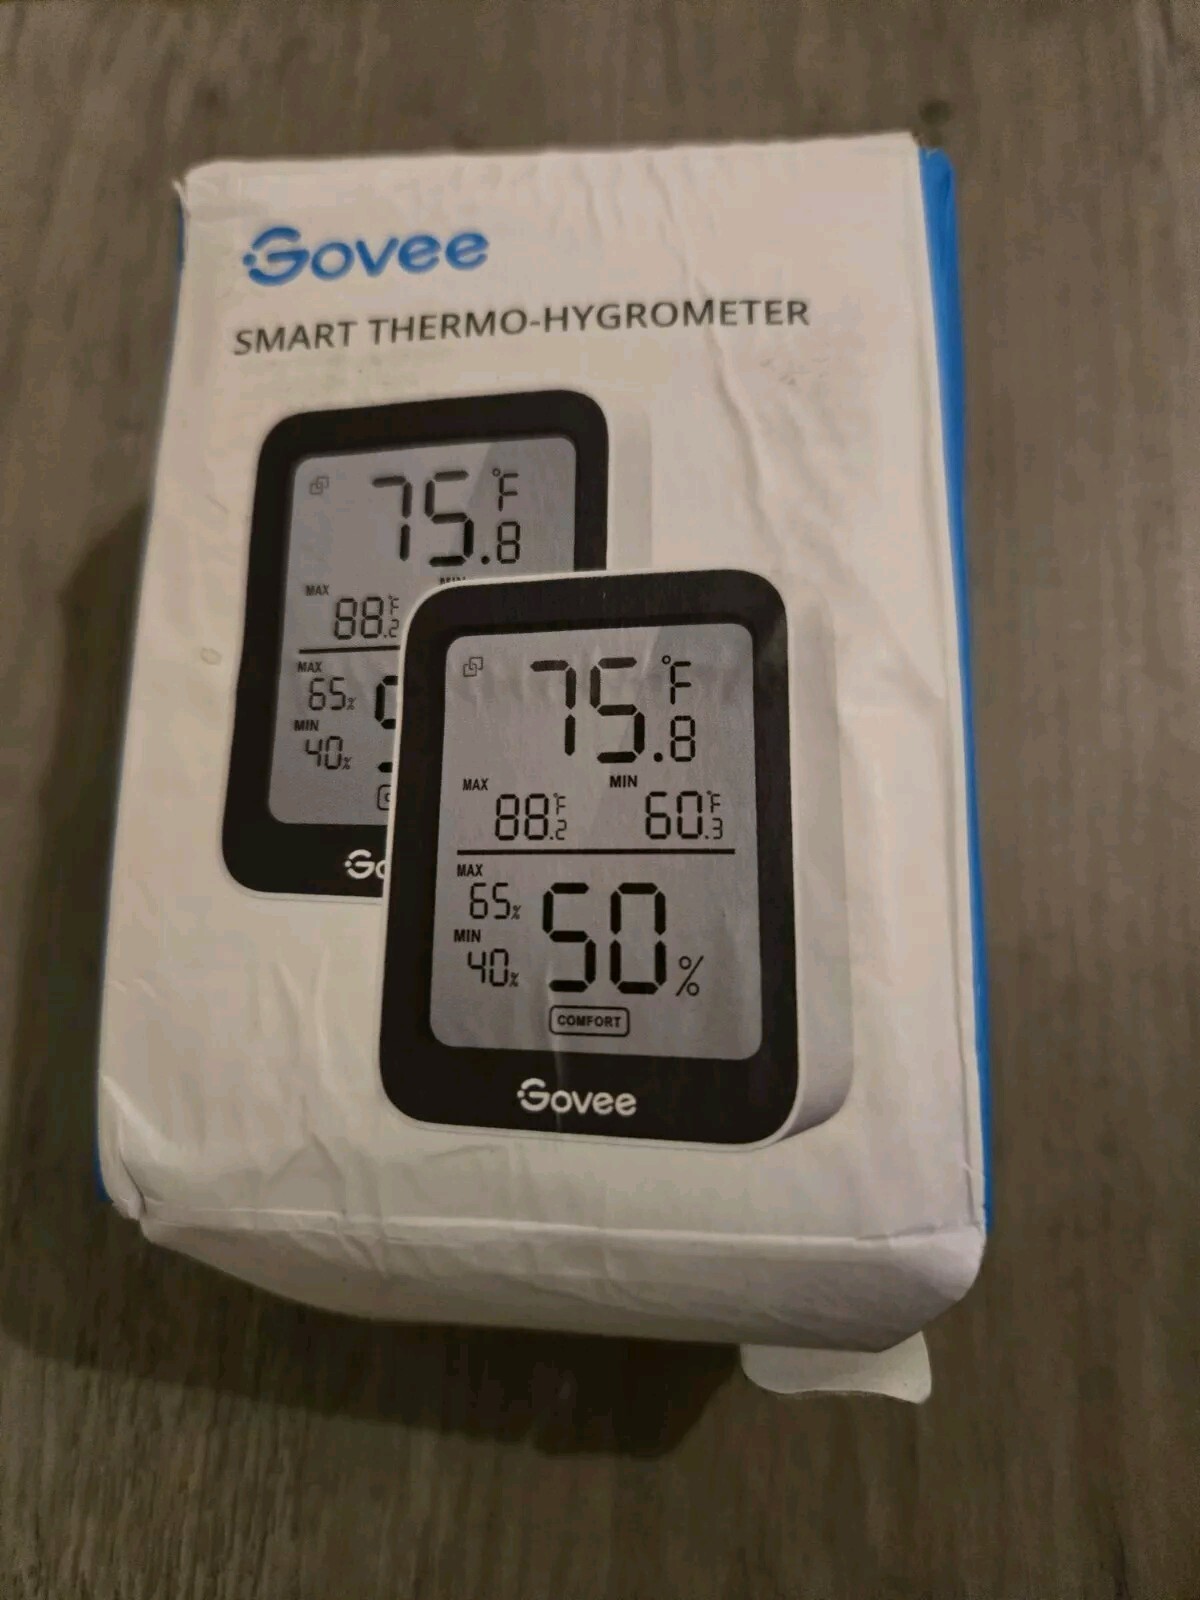 Govee
SMART THERMO-HYGROMETER
75.8°F
MAX
88.2°F
MAX
65%
MIN
40%
75.8°F
MAX MIN
88.2°F 60.3°F
MAX
65%
50%
MIN
40%
COMFORT
Govee